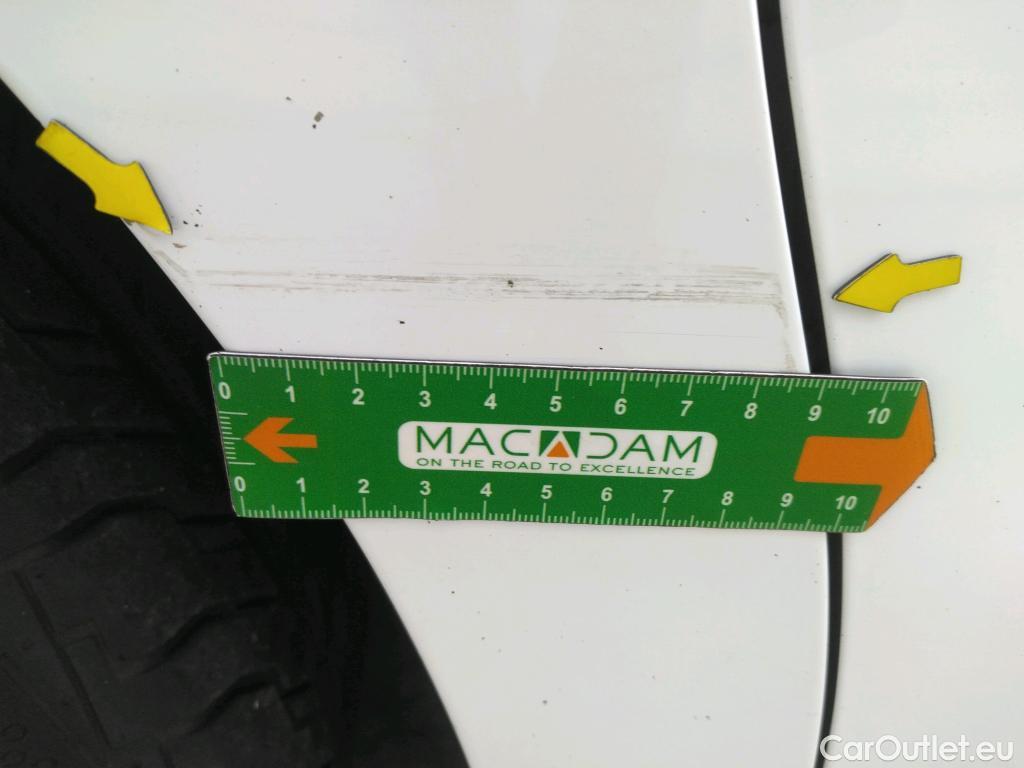 0 1 2 3 4 5 6 7 8 9 10
MACADAM
ON THE ROAD TO EXCELLENCE
0 1 2 3 4 5 6 7 8 9 10
CarOutlet.eu